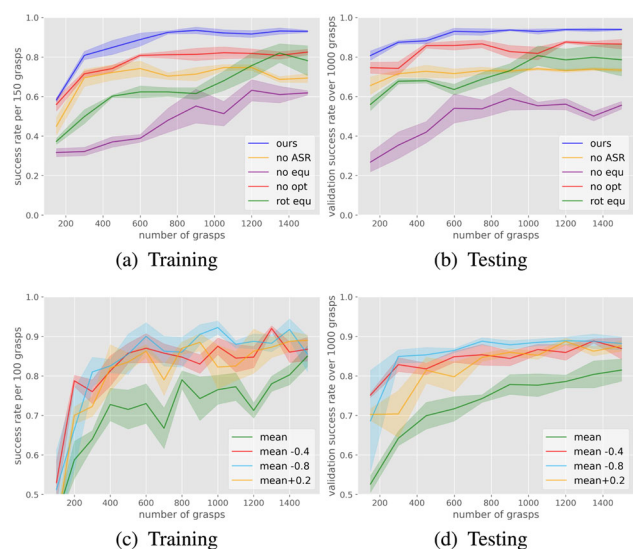 1.0
0.8
0.6
0.4
0.2
0.0
success rate per 150 grasps
200 400 600 800 1000 1200 1400
number of grasps
ours
no ASR
no equ
no opt
rot equ
(a) Training
1.0
0.8
0.6
0.4
0.2
0.0
validation success rate over 1000 grasps
200 400 600 800 1000 1200 1400
number of grasps
ours
no ASR
no equ
no opt
rot equ
(b) Testing
1.0
0.9
0.8
0.7
0.6
0.5
success rate per 100 grasps
200 400 600 800 1000 1200 1400
number of grasps
mean
mean -0.4
mean -0.8
mean+0.2
(c) Training
1.0
0.9
0.8
0.7
0.6
0.5
validation success rate over 1000 grasps
200 400 600 800 1000 1200 1400
number of grasps
mean
mean -0.4
mean -0.8
mean+0.2
(d) Testing